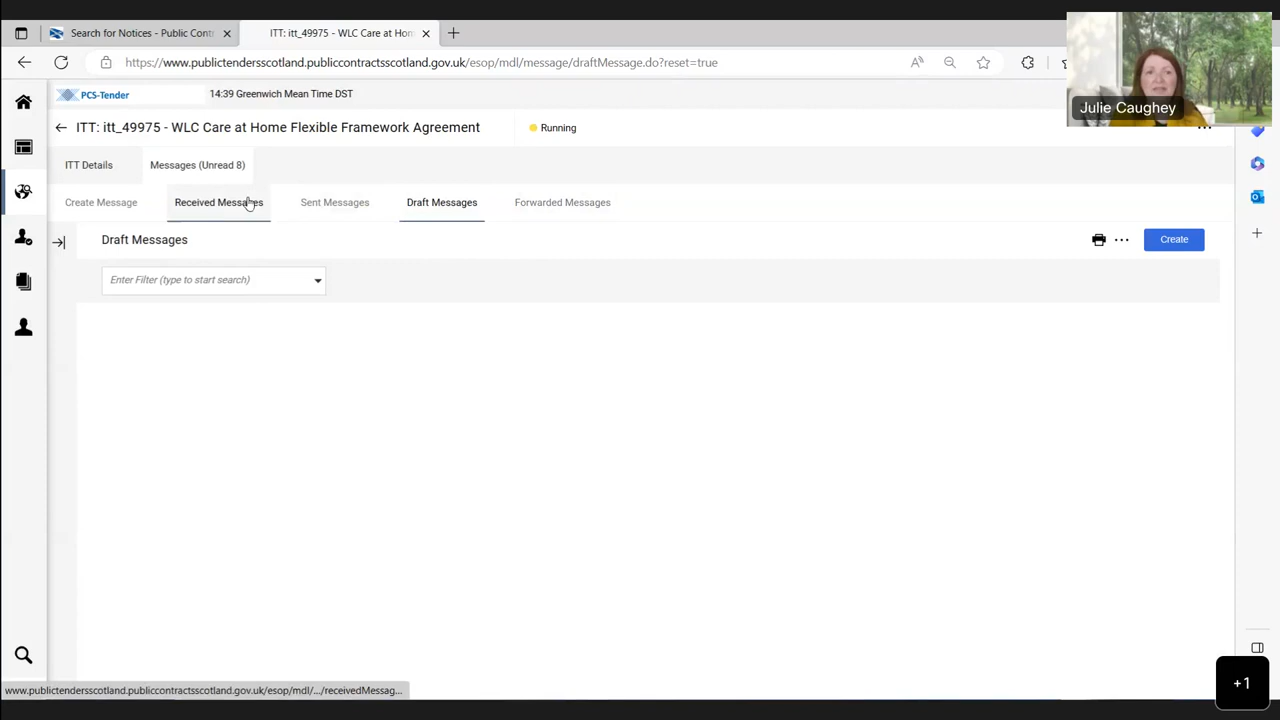 Search for Notices - Public Contr
ITT: itt_49975 - WLC Care at Hom
https://www.publictendersscotland.publiccontractsscotland.gov.uk/esop/mdl/message/draftMessage.do?reset=true
Julie Caughey
PCS-Tender
14:39 Greenwich Mean Time DST
ITT: itt_49975 - WLC Care at Home Flexible Framework Agreement
Running
ITT Details
Messages (Unread 8)
Create Message
Received Messages
Sent Messages
Draft Messages
Forwarded Messages
Draft Messages
Create
Enter Filter (type to start search)
www.publictendersscotland.publiccontractsscotland.gov.uk/esop/mdl/.../receivedMessag...
+1